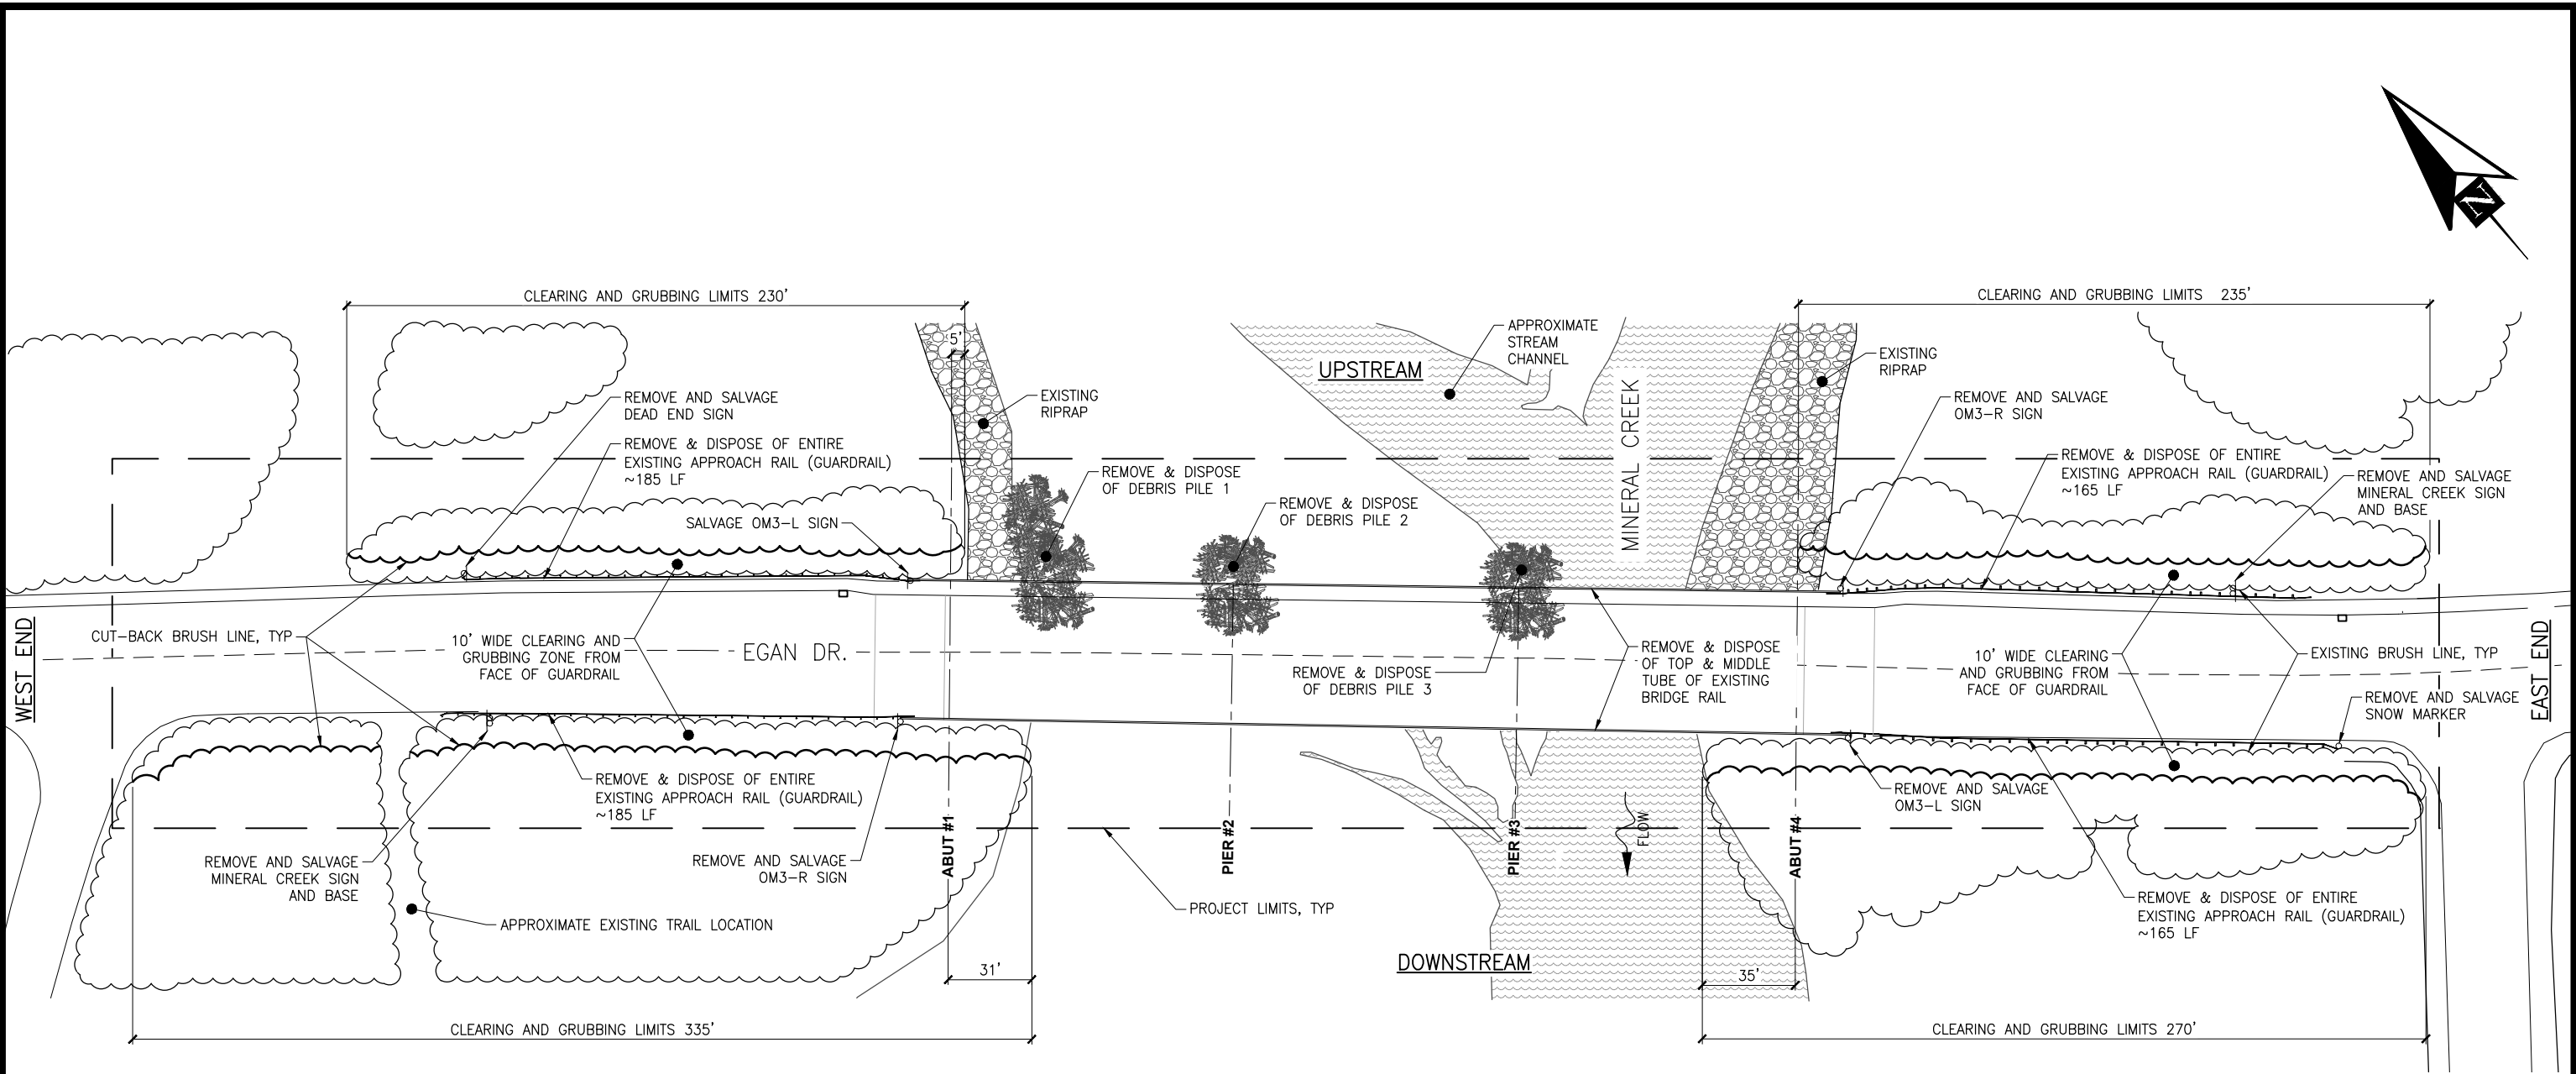 CLEARING AND GRUBBING LIMITS 230'
CLEARING AND GRUBBING LIMITS 235'
N
5'
UPSTREAM
APPROXIMATE
STREAM
CHANNEL
MINERAL CREEK
EXISTING
RIPRAP
EXISTING
RIPRAP
REMOVE AND SALVAGE
DEAD END SIGN
REMOVE & DISPOSE OF ENTIRE
EXISTING APPROACH RAIL (GUARDRAIL)
~185 LF
SALVAGE OM3-L SIGN
REMOVE & DISPOSE
OF DEBRIS PILE 1
REMOVE & DISPOSE
OF DEBRIS PILE 2
REMOVE AND SALVAGE
OM3-R SIGN
REMOVE & DISPOSE OF ENTIRE
EXISTING APPROACH RAIL (GUARDRAIL)
~165 LF
REMOVE AND SALVAGE
MINERAL CREEK SIGN
AND BASE
WEST END
CUT-BACK BRUSH LINE, TYP
10' WIDE CLEARING AND
GRUBBING ZONE FROM
FACE OF GUARDRAIL
EGAN DR.
REMOVE & DISPOSE
OF DEBRIS PILE 3
REMOVE & DISPOSE
OF TOP & MIDDLE
TUBE OF EXISTING
BRIDGE RAIL
10' WIDE CLEARING
AND GRUBBING FROM
FACE OF GUARDRAIL
EXISTING BRUSH LINE, TYP
REMOVE AND SALVAGE
SNOW MARKER
EAST END
REMOVE & DISPOSE OF ENTIRE
EXISTING APPROACH RAIL (GUARDRAIL)
~185 LF
REMOVE AND SALVAGE
MINERAL CREEK SIGN
AND BASE
REMOVE AND SALVAGE
OM3-R SIGN
ABUT #1
PIER #2
PIER #3
FLOW
ABUT #4
REMOVE AND SALVAGE
OM3-L SIGN
APPROXIMATE EXISTING TRAIL LOCATION
PROJECT LIMITS, TYP
REMOVE & DISPOSE OF ENTIRE
EXISTING APPROACH RAIL (GUARDRAIL)
~165 LF
DOWNSTREAM
31'
35'
CLEARING AND GRUBBING LIMITS 335'
CLEARING AND GRUBBING LIMITS 270'